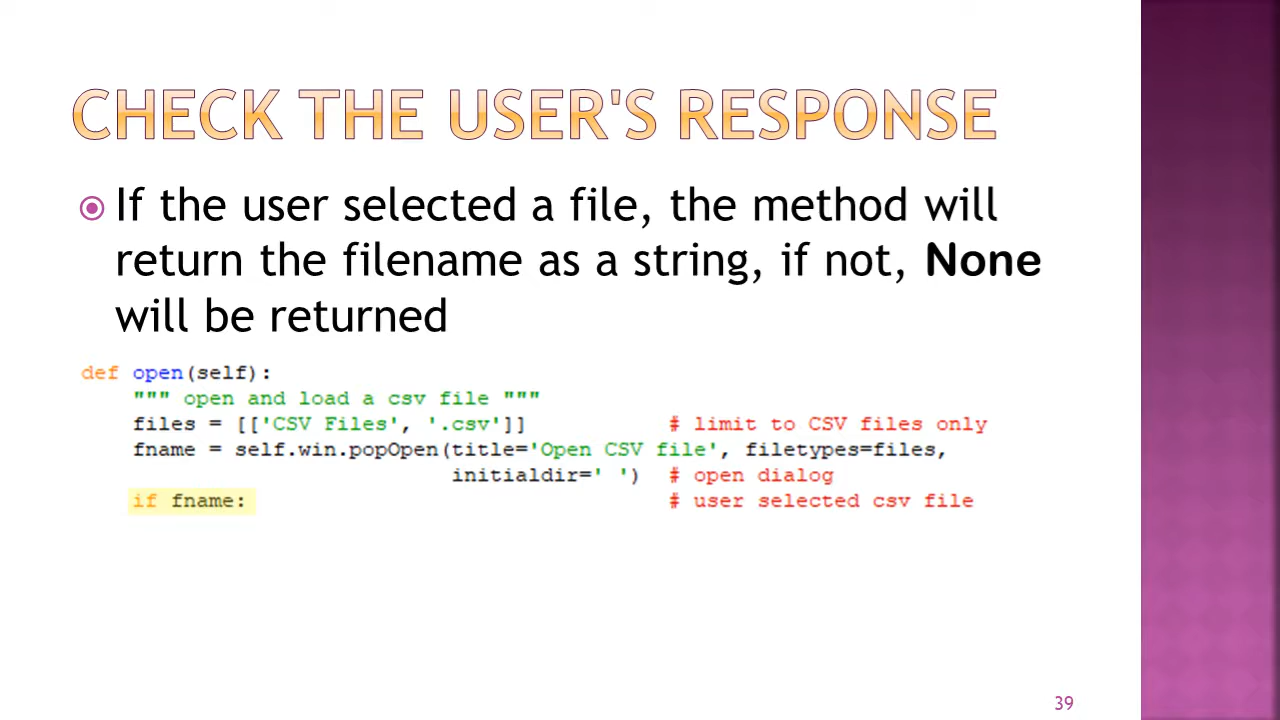 CHECK THE USER'S RESPONSE
If the user selected a file, the method will
return the filename as a string, if not, None
will be returned
def open(self):
    """ open and load a csv file """
    files = [['CSV Files', '.csv']]           # limit to CSV files only
    fname = self.win.popOpen(title='Open CSV file', filetypes=files,
                             initialdir=' ')  # open dialog
    if fname:                                 # user selected csv file
39